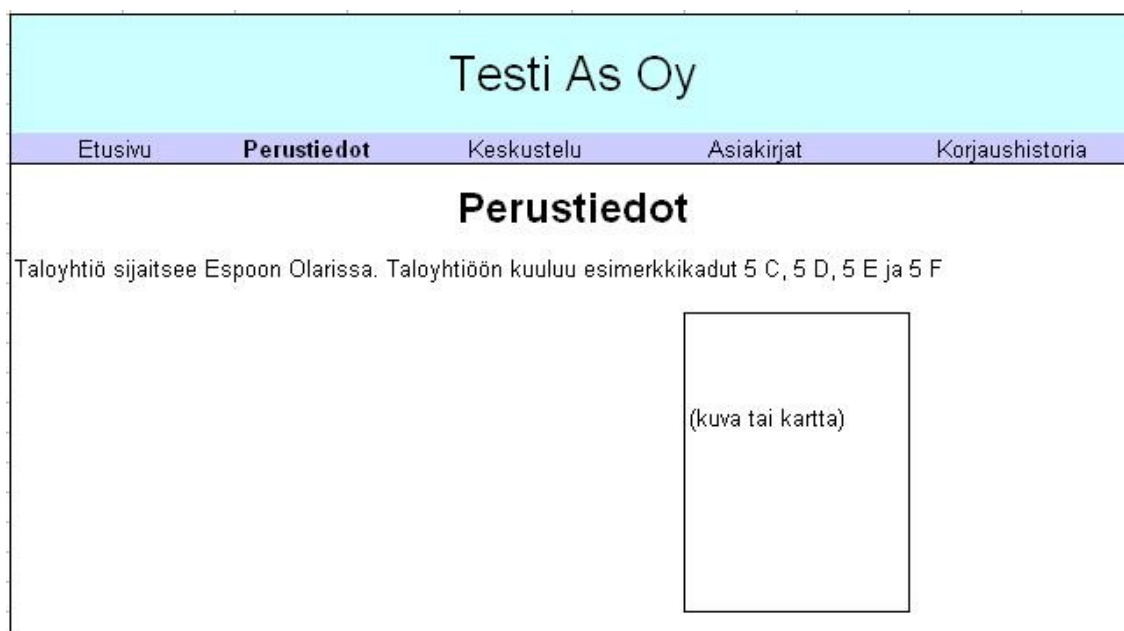 Testi As Oy
Etusivu Perustiedot Keskustelu Asiakirjat Korjaushistoria
Perustiedot
Taloyhtiö sijaitsee Espoon Olarissa. Taloyhtiöön kuuluu esimerkkikadut 5 C, 5 D, 5 E ja 5 F
(kuva tai kartta)